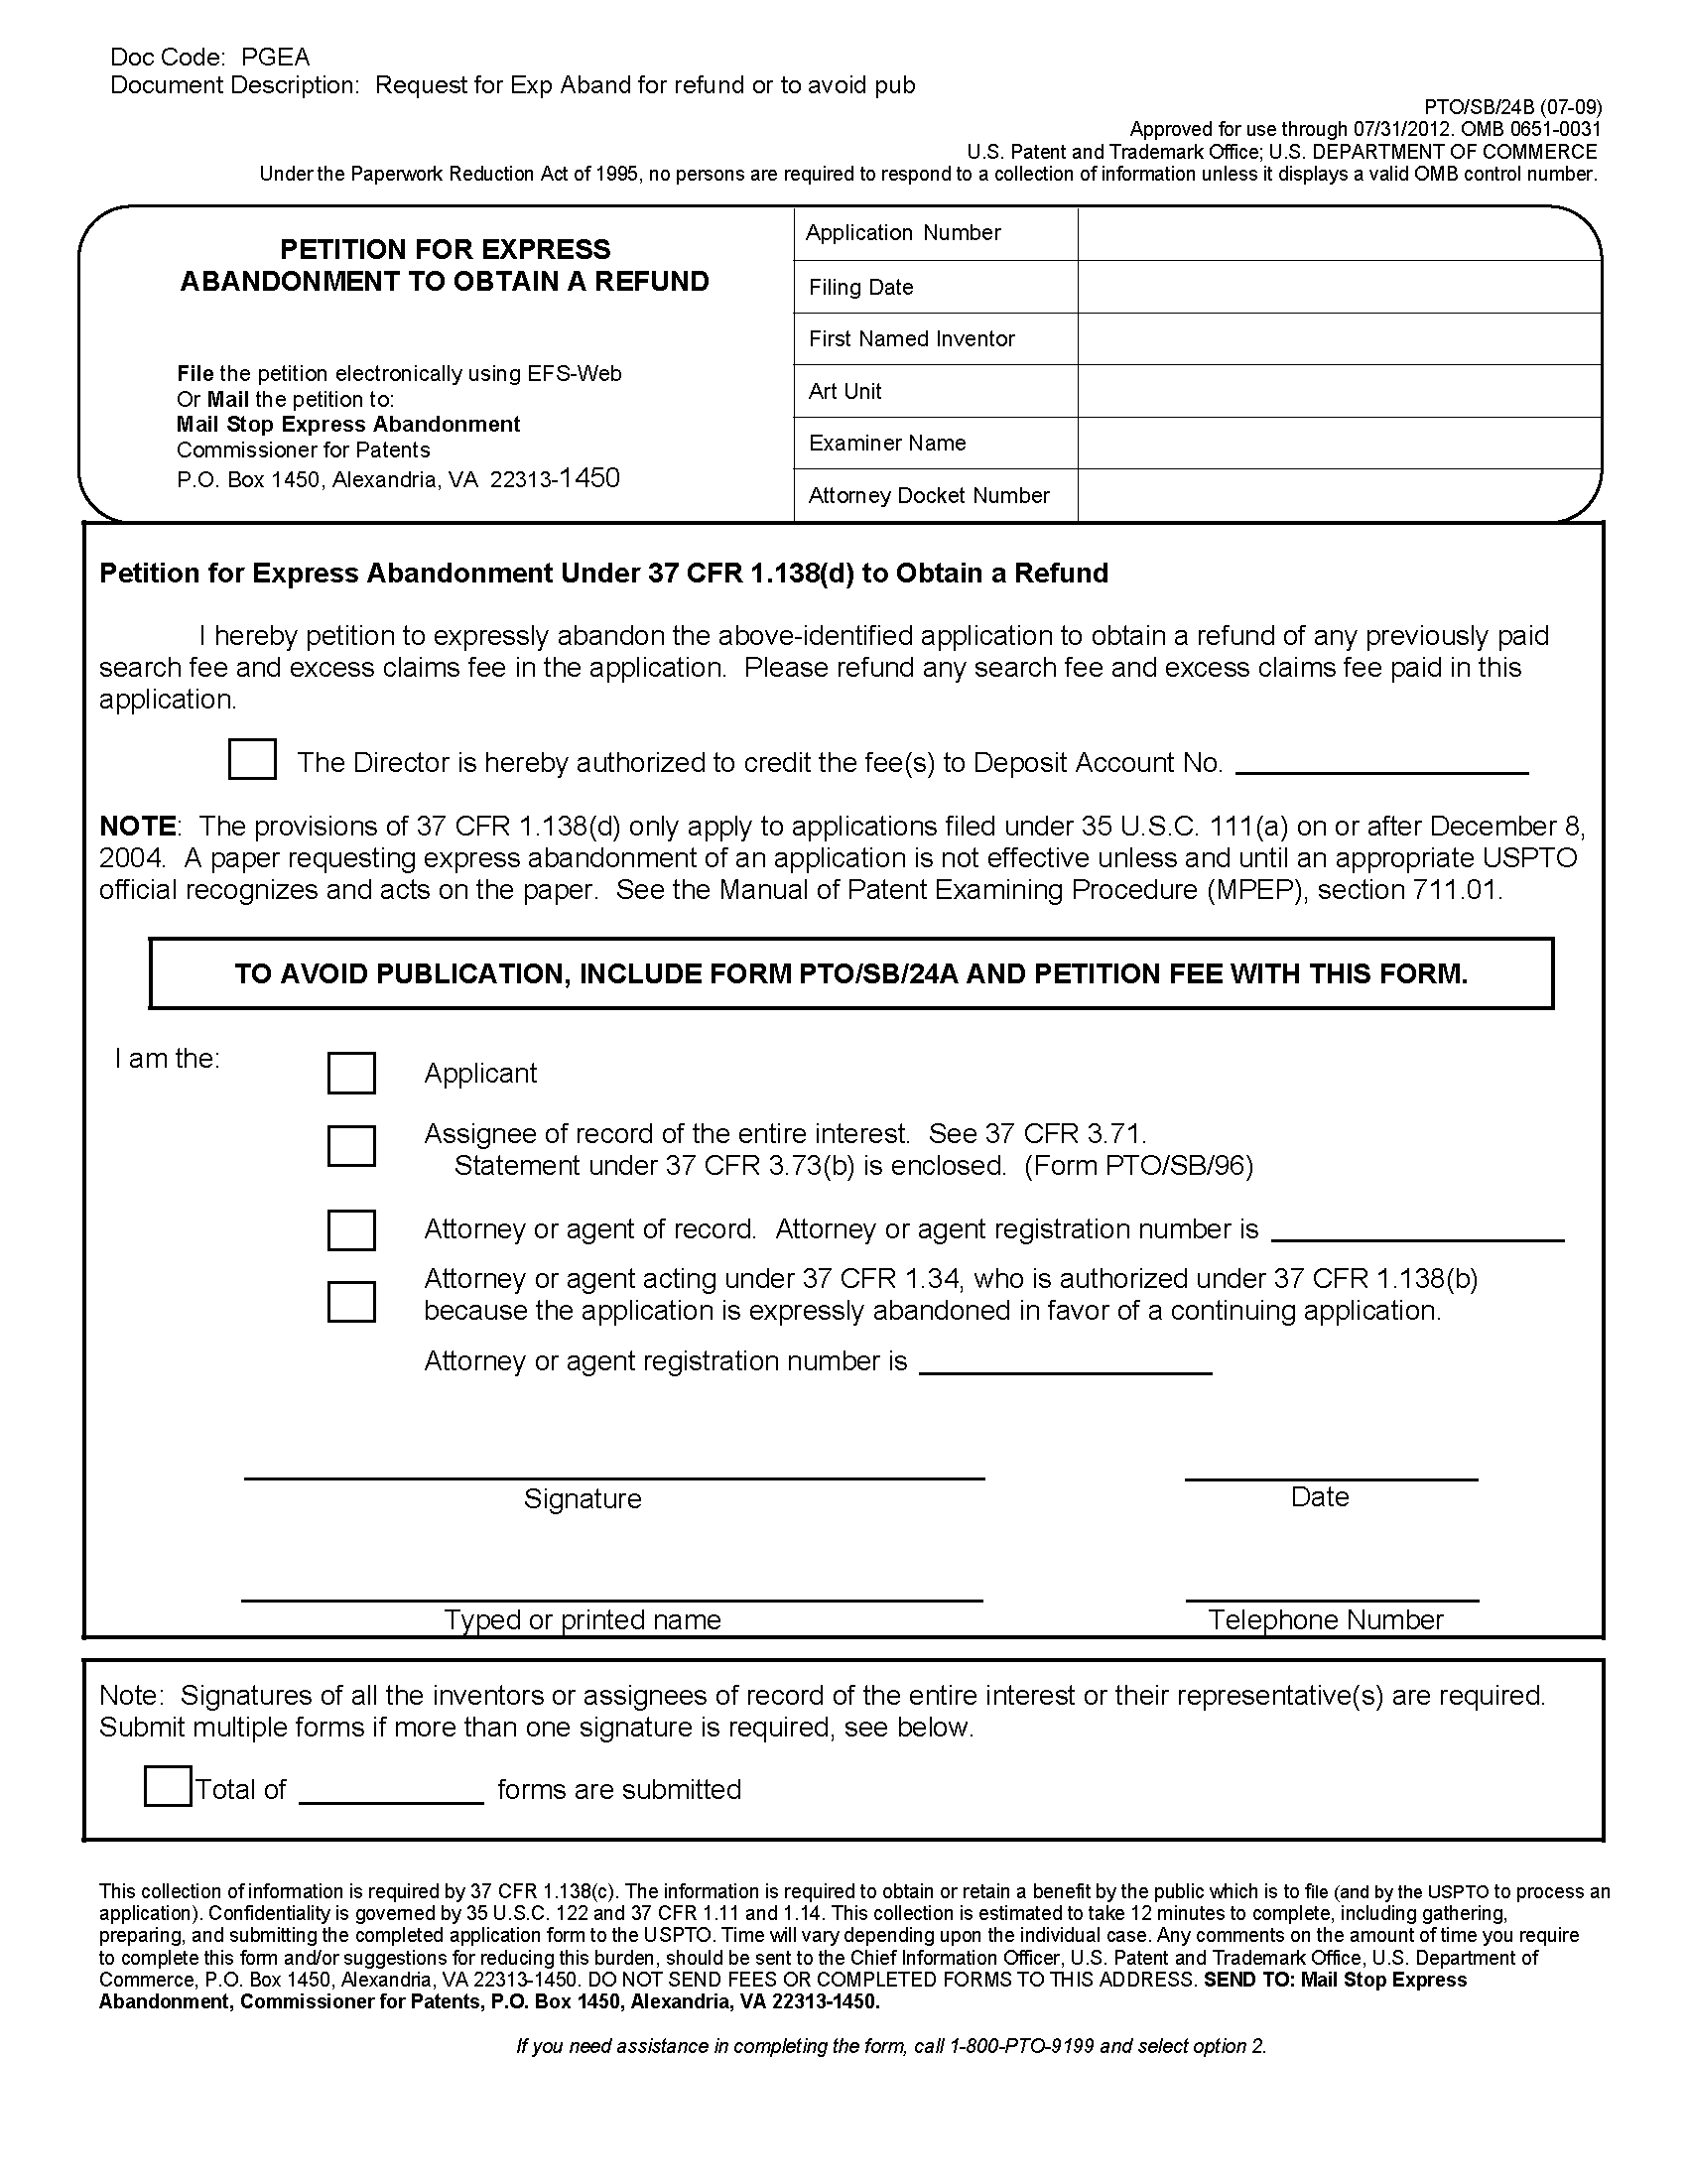 Doc Code: PGEA
Document Description: Request for Exp Aband for refund or to avoid pub
PTO/SB/24B (07-09)
Approved for use through 07/31/2012. OMB 0651-0031
U.S. Patent and Trademark Office; U.S. DEPARTMENT OF COMMERCE
Under the Paperwork Reduction Act of 1995, no persons are required to respond to a collection of information unless it displays a valid OMB control number.
PETITION FOR EXPRESS
ABANDONMENT TO OBTAIN A REFUND
File the petition electronically using EFS-Web
Or Mail the petition to:
Mail Stop Express Abandonment
Commissioner for Patents
P.O. Box 1450, Alexandria, VA 22313-1450
Application Number
Filing Date
First Named Inventor
Art Unit
Examiner Name
Attorney Docket Number
Petition for Express Abandonment Under 37 CFR 1.138(d) to Obtain a Refund
I hereby petition to expressly abandon the above-identified application to obtain a refund of any previously paid
search fee and excess claims fee in the application. Please refund any search fee and excess claims fee paid in this
application.
The Director is hereby authorized to credit the fee(s) to Deposit Account No.
NOTE: The provisions of 37 CFR 1.138(d) only apply to applications filed under 35 U.S.C. 111(a) on or after December 8,
2004. A paper requesting express abandonment of an application is not effective unless and until an appropriate USPTO
official recognizes and acts on the paper. See the Manual of Patent Examining Procedure (MPEP), section 711.01.
TO AVOID PUBLICATION, INCLUDE FORM PTO/SB/24A AND PETITION FEE WITH THIS FORM.
I am the:
Applicant
Assignee of record of the entire interest. See 37 CFR 3.71.
Statement under 37 CFR 3.73(b) is enclosed. (Form PTO/SB/96)
Attorney or agent of record. Attorney or agent registration number is
Attorney or agent acting under 37 CFR 1.34, who is authorized under 37 CFR 1.138(b)
because the application is expressly abandoned in favor of a continuing application.
Attorney or agent registration number is
Signature
Date
Typed or printed name
Telephone Number
Note: Signatures of all the inventors or assignees of record of the entire interest or their representative(s) are required.
Submit multiple forms if more than one signature is required, see below.
Total of ____ forms are submitted
This collection of information is required by 37 CFR 1.138(c). The information is required to obtain or retain a benefit by the public which is to file (and by the USPTO to process an
application). Confidentiality is governed by 35 U.S.C. 122 and 37 CFR 1.11 and 1.14. This collection is estimated to take 12 minutes to complete, including gathering,
preparing, and submitting the completed application form to the USPTO. Time will vary depending upon the individual case. Any comments on the amount of time you require
to complete this form and/or suggestions for reducing this burden, should be sent to the Chief Information Officer, U.S. Patent and Trademark Office, U.S. Department of
Commerce, P.O. Box 1450, Alexandria, VA 22313-1450. DO NOT SEND FEES OR COMPLETED FORMS TO THIS ADDRESS. SEND TO: Mail Stop Express
Abandonment, Commissioner for Patents, P.O. Box 1450, Alexandria, VA 22313-1450.
If you need assistance in completing the form, call 1-800-PTO-9199 and select option 2.